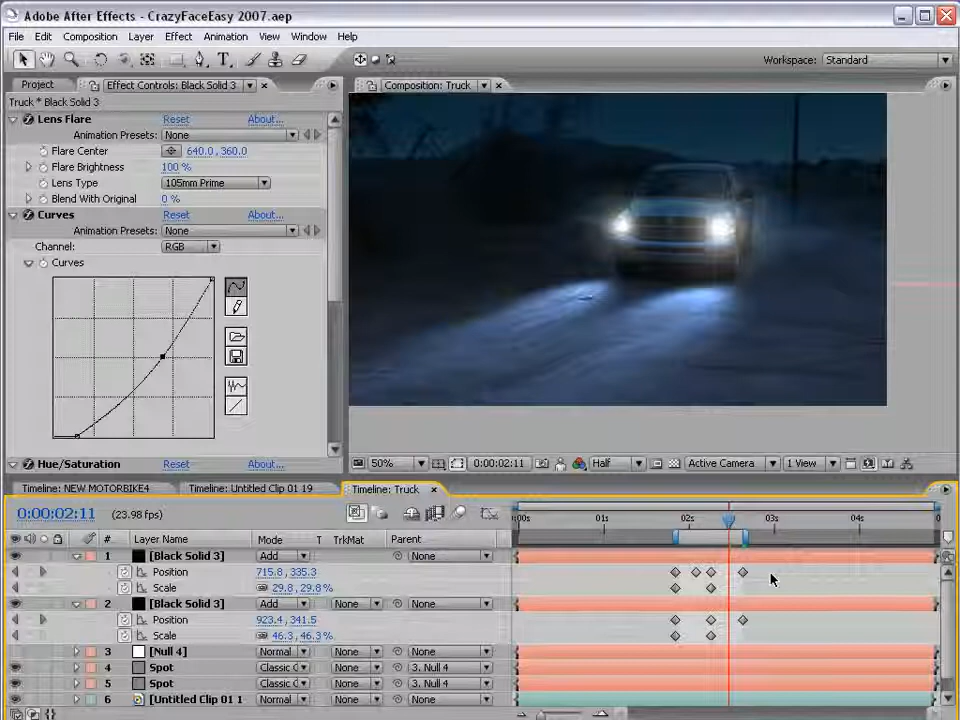 Adobe After Effects - CrazyFaceEasy 2007.aep
File Edit Composition Layer Effect Animation View Window Help
Workspace: Standard
Project Effect Controls: Black Solid 3
Composition: Truck
Truck * Black Solid 3
Lens Flare Reset About...
Animation Presets: None
Flare Center 640.0, 360.0
Flare Brightness 100 %
Lens Type 105mm Prime
Blend With Original 0 %
Curves Reset About...
Animation Presets: None
Channel: RGB
Curves
Hue/Saturation Reset About...
50% 0:00:02:11 Half Active Camera 1 View
Timeline: NEW MOTORBIKE4 Timeline: Untitled Clip 01 19 Timeline: Truck
0:00:02:11 (23.98 fps)
:00s 01s 02s 03s 04s 0
# Layer Name Mode T TrkMat Parent
1 [Black Solid 3] Add None
Position 715.8, 335.3
Scale 29.8, 29.8%
2 [Black Solid 3] Add None None
Position 923.4, 341.5
Scale 46.3, 46.3%
3 [Null 4] Normal None None
4 Spot Classic C None 3. Null 4
5 Spot Classic C None 3. Null 4
6 [Untitled Clip 01 1 Normal None None